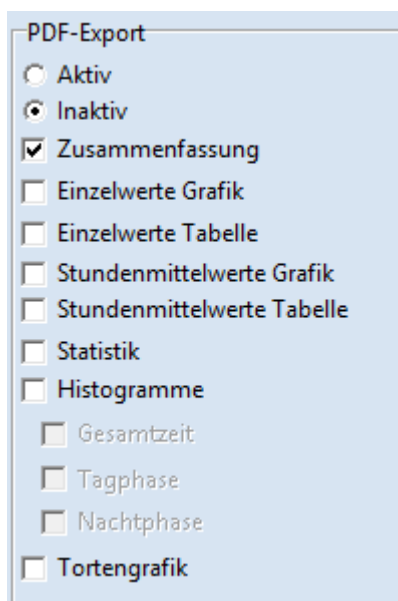 PDF-Export
Aktiv
Inaktiv
Zusammenfassung
Einzelwerte Grafik
Einzelwerte Tabelle
Stundenmittelwerte Grafik
Stundenmittelwerte Tabelle
Statistik
Histogramme
Gesamtzeit
Tagphase
Nachtphase
Tortengrafik